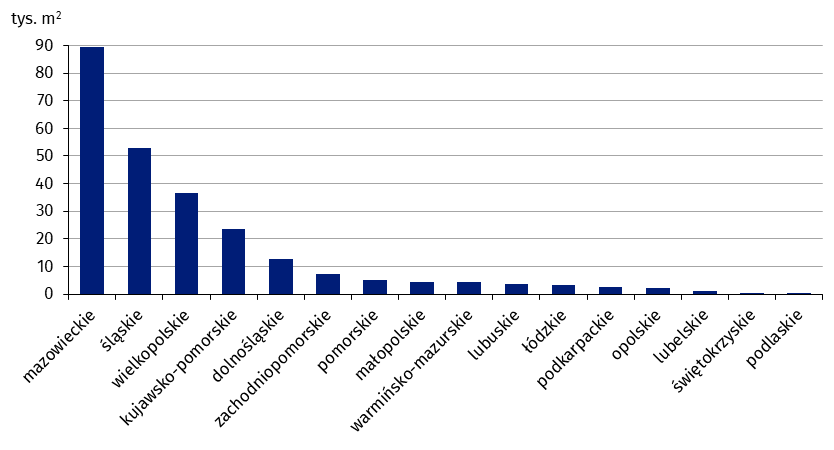 tys. m²
90
80
70
60
50
40
30
20
10
0
mazowieckie
śląskie
wielkopolskie
kujawsko-pomorskie
dolnośląskie
zachodniopomorskie
pomorskie
małopolskie
warmińsko-mazurskie
lubuskie
łódzkie
podkarpackie
opolskie
lubelskie
świętokrzyskie
podlaskie